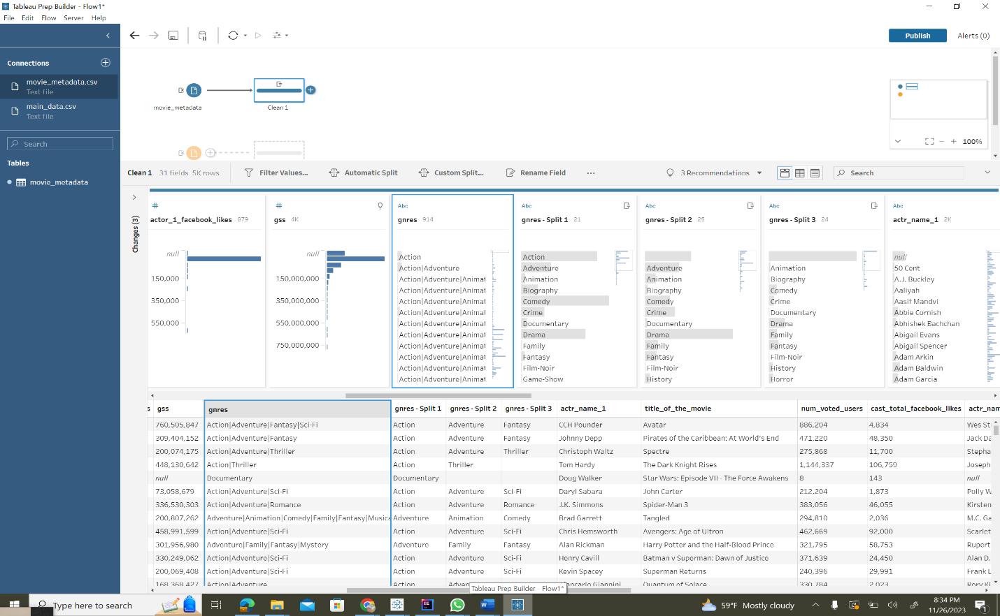 Tableau Prep Builder - Flow1*
File Edit Flow Server Help
Publish Alerts (0)
Connections
movie_metadata.csv
Text file
main_data.csv
Text file
Search
Tables
movie_metadata
movie_metadata
Clean 1
100%
Clean 1 31 fields 5K rows Filter Values... Automatic Split Custom Split... Rename Field ... 3 Recommendations Search
Changes (3)
# actor_1_facebook_likes 879
null
150,000
350,000
550,000
# gss 4K
null
150,000,000
350,000,000
550,000,000
750,000,000
Abc
gnres 914
Action
Action|Adventure
Action|Adventure|Animat
Action|Adventure|Animat
Action|Adventure|Animat
Action|Adventure|Animat
Action|Adventure|Animat
Action|Adventure|Animat
Action|Adventure|Animat
Action|Adventure|Animat
Action|Adventure|Animat
Action|Adventure|Animat
Abc
gnres - Split 1 21
Action
Adventure
Animation
Biography
Comedy
Crime
Documentary
Drama
Family
Fantasy
Film-Noir
Game-Show
Abc
gnres - Split 2 25
Adventure
Animation
Biography
Comedy
Crime
Documentary
Drama
Family
Fantasy
Film-Noir
History
Abc
gnres - Split 3 24
Animation
Biography
Comedy
Crime
Documentary
Drama
Family
Fantasy
Film-Noir
History
Horror
Abc
actr_name_1 2K
null
50 Cent
A.J. Buckley
Aaliyah
Aasif Mandvi
Abbie Cornish
Abhishek Bachchan
Abigail Evans
Abigail Spencer
Adam Arkin
Adam Baldwin
Adam Garcia
s gss gnres gnres - Split 1 gnres - Split 2 gnres - Split 3 actr_name_1 title_of_the_movie num_voted_users cast_total_facebook_likes actr_nam
760,505,847 Action|Adventure|Fantasy|Sci-Fi Action Adventure Fantasy CCH Pounder Avatar 886,204 4,834 Wes St
309,404,152 Action|Adventure|Fantasy Action Adventure Fantasy Johnny Depp Pirates of the Caribbean: At World's End 471,220 48,350 Jack Da
200,074,175 Action|Adventure|Thriller Action Adventure Thriller Christoph Waltz Spectre 275,868 11,700 Stepha
448,130,642 Action|Thriller Action Thriller Tom Hardy The Dark Knight Rises 1,144,337 106,759 Joseph
null Documentary Documentary Doug Walker Star Wars: Episode VII - The Force Awakens 8 143 null
73,058,679 Action|Adventure|Sci-Fi Action Adventure Sci-Fi Daryl Sabara John Carter 212,204 1,873 Polly W
336,530,303 Action|Adventure|Romance Action Adventure Romance J.K. Simmons Spider-Man 3 383,056 46,055 Kirsten
200,807,262 Adventure|Animation|Comedy|Family|Fantasy|Musica Adventure Animation Comedy Brad Garrett Tangled 294,810 2,036 M.C. Ga
458,991,599 Action|Adventure|Sci-Fi Action Adventure Sci-Fi Chris Hemsworth Avengers: Age of Ultron 462,669 92,000 Scarlet
301,956,980 Adventure|Family|Fantasy|Mystery Adventure Family Fantasy Alan Rickman Harry Potter and the Half-Blood Prince 321,795 58,753 Rupert
330,249,062 Action|Adventure|Sci-Fi Action Adventure Sci-Fi Henry Cavill Batman v Superman: Dawn of Justice 371,639 24,450 Alan D.
200,069,408 Action|Adventure|Sci-Fi Action Adventure Sci-Fi Kevin Spacey Superman Returns 240,396 29,991 Frank L
168,368,427 Action|Adventure Action Adven Giancarlo Giannini Quantum of Solace 330,784 2,023 Rory Ki
Tableau Prep Builder - Flow1*
Type here to search 59°F Mostly cloudy 8:34 PM
11/26/2023 1